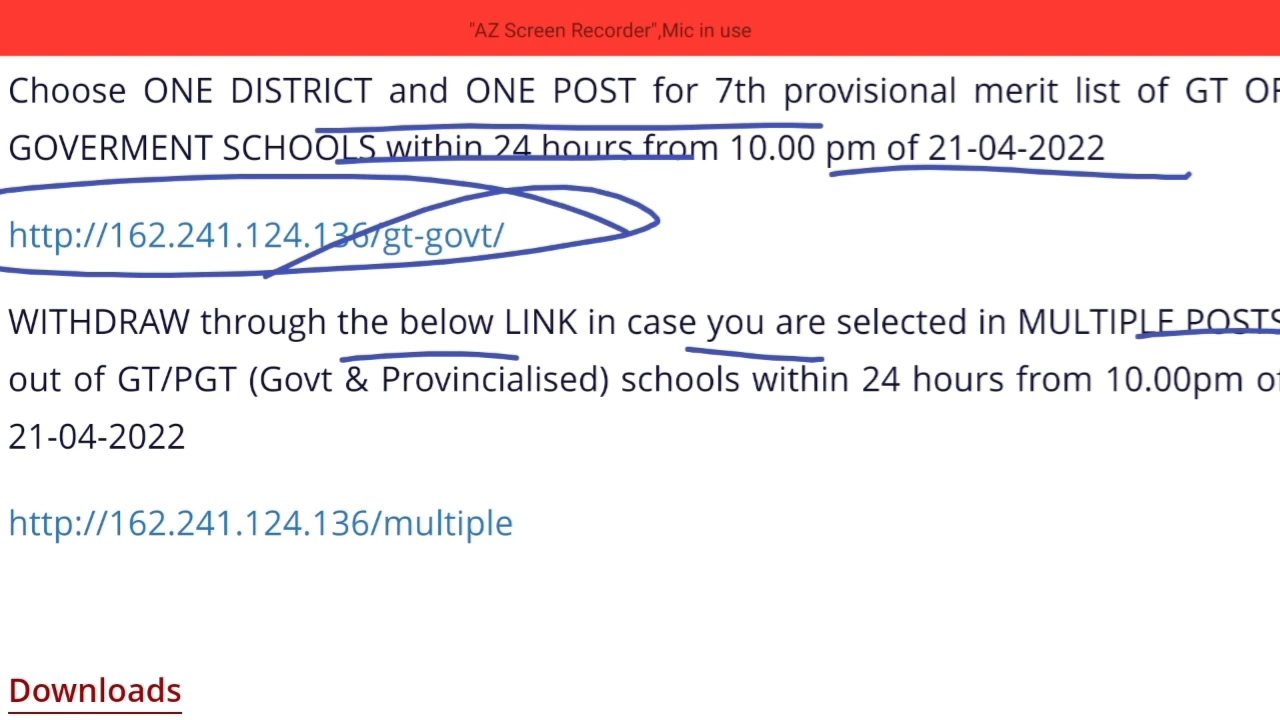 "AZ Screen Recorder",Mic in use
Choose ONE DISTRICT and ONE POST for 7th provisional merit list of GT OF
GOVERMENT SCHOOLS within 24 hours from 10.00 pm of 21-04-2022
http://162.241.124.136/gt-govt/
WITHDRAW through the below LINK in case you are selected in MULTIPLE POSTS
out of GT/PGT (Govt & Provincialised) schools within 24 hours from 10.00pm of
21-04-2022
http://162.241.124.136/multiple
Downloads